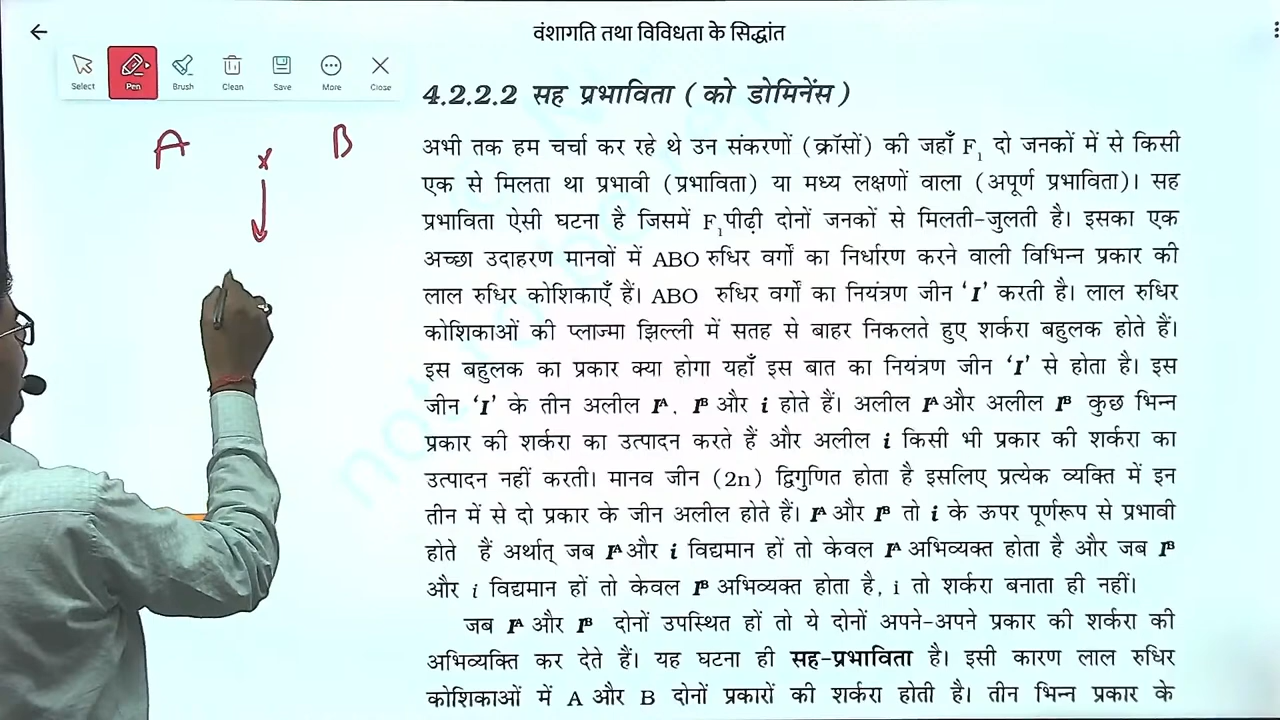 वंशागति तथा विविधता के सिद्धांत
Select Pen Brush Clean Save More Close
4.2.2.2 सह प्रभाविता ( को डोमिनेंस )
A × B
अभी तक हम चर्चा कर रहे थे उन संकरणों (क्रॉसों) की जहाँ F₁ दो जनकों में से किसी
एक से मिलता था प्रभावी (प्रभाविता) या मध्य लक्षणों वाला (अपूर्ण प्रभाविता)। सह
प्रभाविता ऐसी घटना है जिसमें F₁पीढ़ी दोनों जनकों से मिलती-जुलती है। इसका एक
अच्छा उदाहरण मानवों में ABO रुधिर वर्गों का निर्धारण करने वाली विभिन्न प्रकार की
लाल रुधिर कोशिकाएँ हैं। ABO रुधिर वर्गों का नियंत्रण जीन ‘I’ करती है। लाल रुधिर
कोशिकाओं की प्लाज्मा झिल्ली में सतह से बाहर निकलते हुए शर्करा बहुलक होते हैं।
इस बहुलक का प्रकार क्या होगा यहाँ इस बात का नियंत्रण जीन ‘I’ से होता है। इस
जीन ‘I’ के तीन अलील Iᴬ, Iᴮ और i होते हैं। अलील Iᴬ और अलील Iᴮ कुछ भिन्न
प्रकार की शर्करा का उत्पादन करते हैं और अलील i किसी भी प्रकार की शर्करा का
उत्पादन नहीं करती। मानव जीन (2n) द्विगुणित होता है इसलिए प्रत्येक व्यक्ति में इन
तीन में से दो प्रकार के जीन अलील होते हैं। Iᴬ और Iᴮ तो i के ऊपर पूर्णरूप से प्रभावी
होते हैं अर्थात् जब Iᴬ और i विद्यमान हों तो केवल Iᴬ अभिव्यक्त होता है और जब Iᴮ
और i विद्यमान हों तो केवल Iᴮ अभिव्यक्त होता है, i तो शर्करा बनाता ही नहीं।
जब Iᴬ और Iᴮ दोनों उपस्थित हों तो ये दोनों अपने-अपने प्रकार की शर्करा की
अभिव्यक्ति कर देते हैं। यह घटना ही सह-प्रभाविता है। इसी कारण लाल रुधिर
कोशिकाओं में A और B दोनों प्रकारों की शर्करा होती है। तीन भिन्न प्रकार के